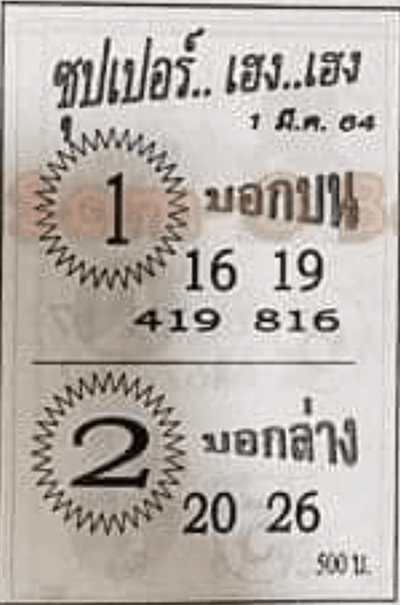 ซุปเปอร์.. เฮง..เฮง
1 มี.ค. 64
1 บอกบน
16 19
419 816
2 บอกล่าง
20 26
500 บ.